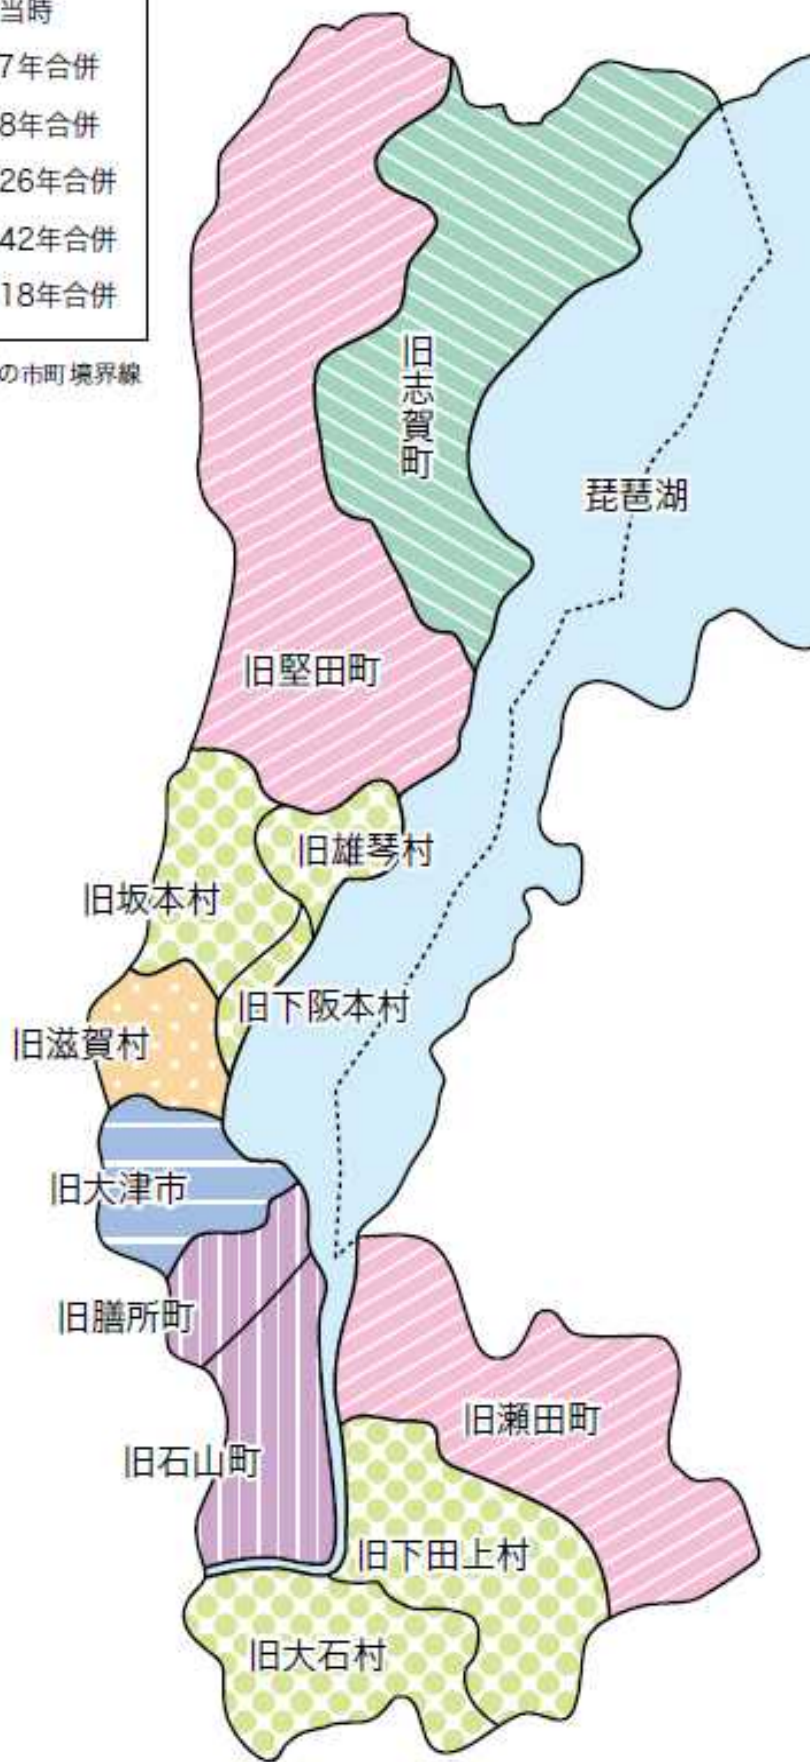 当時
7年合併
8年合併
26年合併
42年合併
18年合併
の市町境界線
旧志賀町
琵琶湖
旧堅田町
旧雄琴村
旧坂本村
旧下阪本村
旧滋賀村
旧大津市
旧膳所町
旧瀬田町
旧石山町
旧下田上村
旧大石村